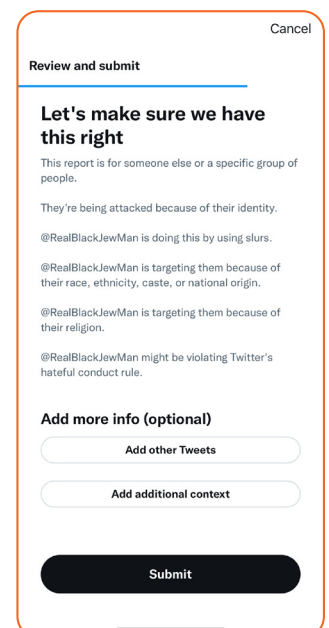 Cancel
Review and submit
Let's make sure we have
this right
This report is for someone else or a specific group of
people.
They're being attacked because of their identity.
@RealBlackJewMan is doing this by using slurs.
@RealBlackJewMan is targeting them because of
their race, ethnicity, caste, or national origin.
@RealBlackJewMan is targeting them because of
their religion.
@RealBlackJewMan might be violating Twitter's
hateful conduct rule.
Add more info (optional)
Add other Tweets
Add additional context
Submit